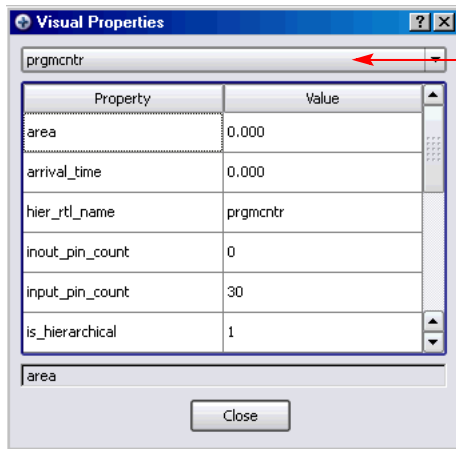 Visual Properties
prgmcntr
Property Value
area 0.000
arrival_time 0.000
hier_rtl_name prgmcntr
inout_pin_count 0
input_pin_count 30
is_hierarchical 1
area
Close